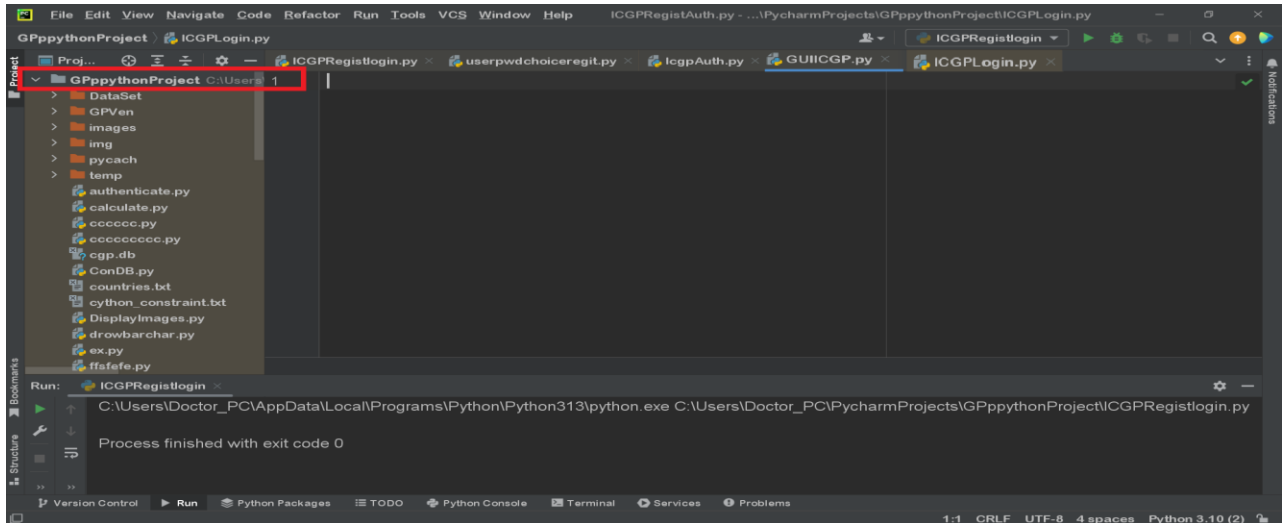 PC File Edit View Navigate Code Refactor Run Tools VCS Window Help ICGPRegistAuth.py - ...\PycharmProjects\GPppythonProject\ICGPLogin.py
GPppythonProject ICGPLogin.py ICGPRegistlogin
Project Proj... ICGPRegistlogin.py userpwdchoiceregit.py IcgpAuth.py GUIICGP.py ICGPLogin.py
GPppythonProject C:\Users 1
Notifications
DataSet
GPVen
images
img
pycach
temp
authenticate.py
calculate.py
cccccc.py
ccccccccc.py
cgp.db
ConDB.py
countries.txt
cython_constraint.txt
DisplayImages.py
drowbarchar.py
ex.py
ffsfefe.py
Bookmarks
Structure
Run: ICGPRegistlogin
C:\Users\Doctor_PC\AppData\Local\Programs\Python\Python313\python.exe C:\Users\Doctor_PC\PycharmProjects\GPppythonProject\ICGPRegistlogin.py
Process finished with exit code 0
Version Control Run Python Packages TODO Python Console Terminal Services Problems
1:1 CRLF UTF-8 4 spaces Python 3.10 (2)